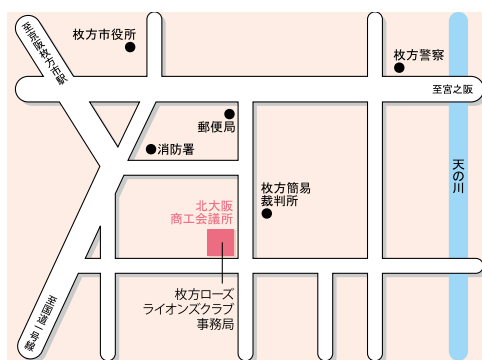 至京阪枚方市駅
枚方市役所
枚方警察
至宮之阪
郵便局
消防署
天の川
枚方簡易
裁判所
北大阪
商工会議所
枚方ローズ
ライオンズクラブ
事務局
至国道一号線